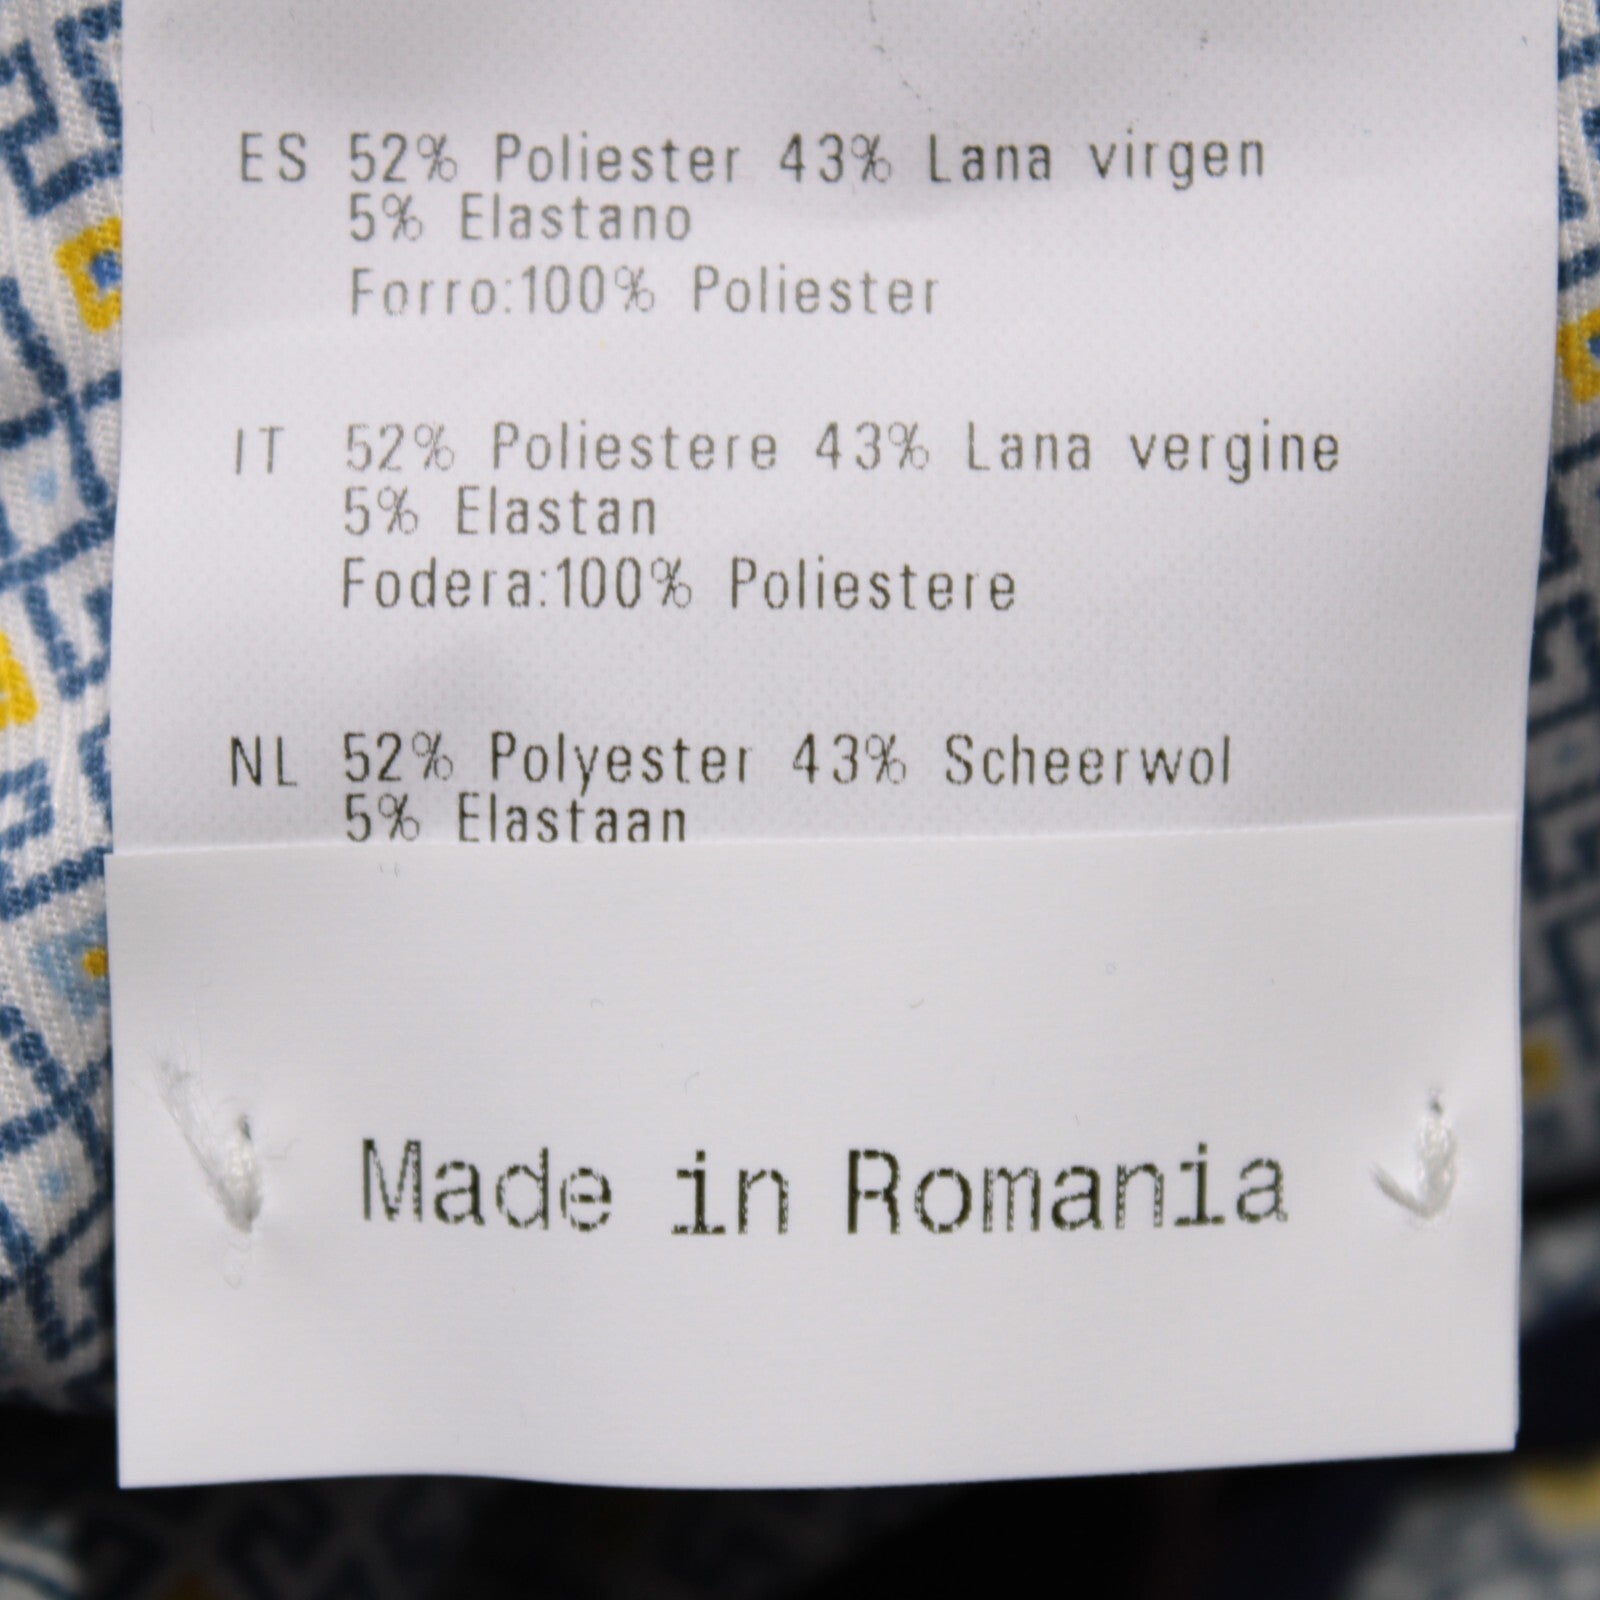 ES 52% Poliester 43% Lana virgen
5% Elastano
Forro:100% Poliester
IT 52% Poliestere 43% Lana vergine
5% Elastan
Fodera:100% Poliestere
NL 52% Polyester 43% Scheerwol
5% Elastaan
Made in Romania